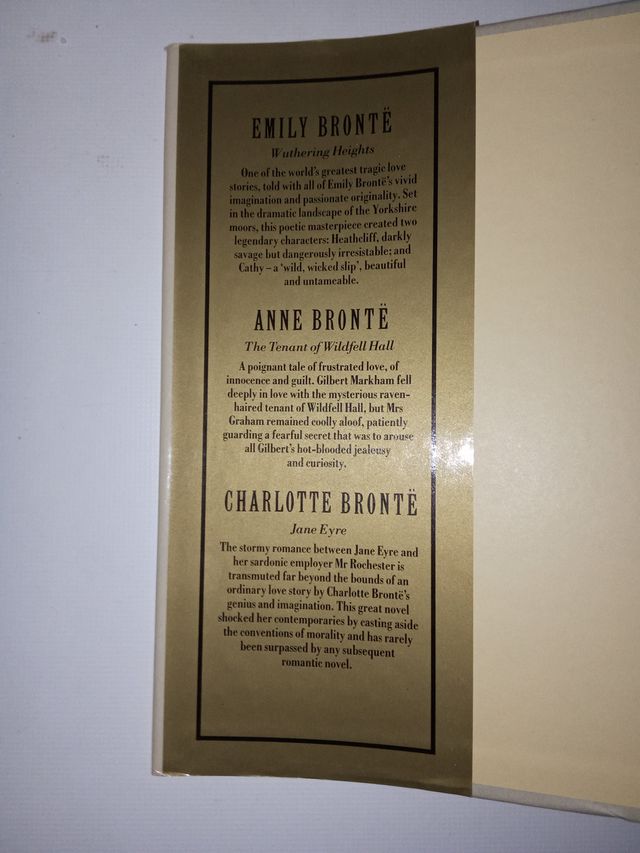 EMILY BRONTË
Wuthering Heights
One of the world's greatest tragic love
stories, told with all of Emily Brontë's vivid
imagination and passionate originality. Set
in the dramatic landscape of the Yorkshire
moors, this poetic masterpiece created two
legendary characters: Heathcliff, darkly
savage but dangerously irresistable; and
Cathy – a 'wild, wicked slip', beautiful
and untameable.
ANNE BRONTË
The Tenant of Wildfell Hall
A poignant tale of frustrated love, of
innocence and guilt. Gilbert Markham fell
deeply in love with the mysterious raven-
haired tenant of Wildfell Hall, but Mrs
Graham remained coolly aloof, patiently
guarding a fearful secret that was to arouse
all Gilbert's hot-blooded jealousy
and curiosity.
CHARLOTTE BRONTË
Jane Eyre
The stormy romance between Jane Eyre and
her sardonic employer Mr Rochester is
transmuted far beyond the bounds of an
ordinary love story by Charlotte Brontë's
genius and imagination. This great novel
shocked her contemporaries by casting aside
the conventions of morality and has rarely
been surpassed by any subsequent
romantic novel.